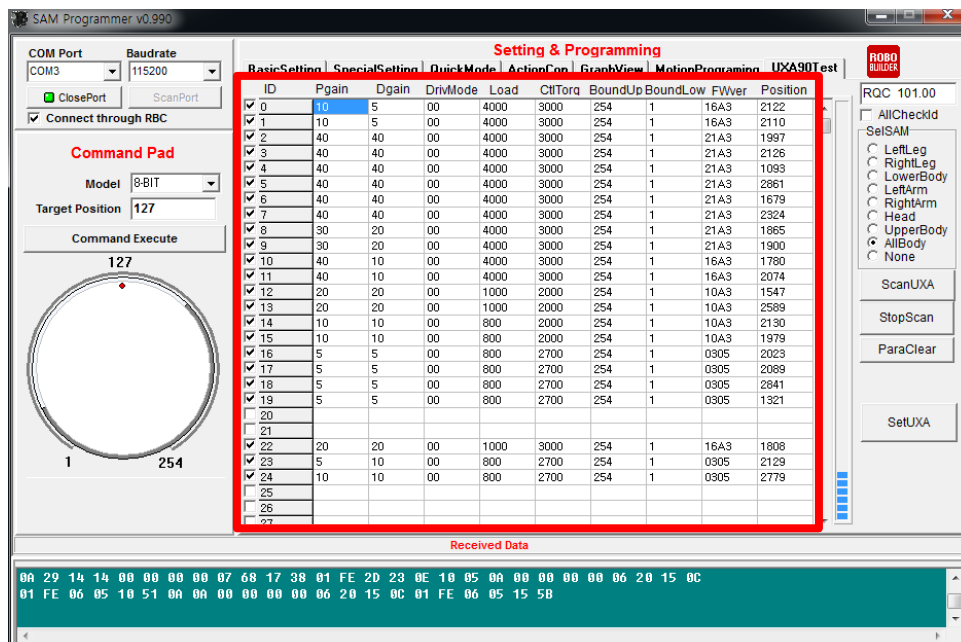 SAM Programmer v0.990
COM Port Baudrate
COM3 115200
ClosePort ScanPort
Connect through RBC
Command Pad
Model 8-BIT
Target Position 127
Command Execute
127
1 254
Setting & Programming
BasicSetting SpecialSetting QuickMode ActionCon GraphView MotionPrograming UXA90Test
ID Pgain Dgain DrivMode Load CtlTorq BoundUp BoundLow FWver Position
0 10 5 00 4000 3000 254 1 16A3 2122
1 10 5 00 4000 3000 254 1 16A3 2110
2 40 40 00 4000 3000 254 1 21A3 1997
3 40 40 00 4000 3000 254 1 21A3 2126
4 40 40 00 4000 3000 254 1 21A3 1093
5 40 40 00 4000 3000 254 1 21A3 2861
6 40 40 00 4000 3000 254 1 21A3 1679
7 40 40 00 4000 3000 254 1 21A3 2324
8 30 20 00 4000 3000 254 1 21A3 1865
9 30 20 00 4000 3000 254 1 21A3 1900
10 40 10 00 4000 3000 254 1 16A3 1780
11 40 10 00 4000 3000 254 1 16A3 2074
12 20 20 00 1000 2000 254 1 10A3 1547
13 20 20 00 1000 2000 254 1 10A3 2589
14 10 10 00 800 2000 254 1 10A3 2130
15 10 10 00 800 2000 254 1 10A3 1979
16 5 5 00 800 2700 254 1 0305 2023
17 5 5 00 800 2700 254 1 0305 2089
18 5 5 00 800 2700 254 1 0305 2841
19 5 5 00 800 2700 254 1 0305 1321
20
21
22 20 20 00 1000 3000 254 1 16A3 1808
23 5 10 00 800 2700 254 1 0305 2129
24 10 10 00 800 2700 254 1 0305 2779
25
26
27
ROBO
BUILDER
RQC 101.00
AllCheckId
SelSAM
LeftLeg
RightLeg
LowerBody
LeftArm
RightArm
Head
UpperBody
AllBody
None
ScanUXA
StopScan
ParaClear
SetUXA
Received Data
0A 29 14 14 00 00 00 00 07 68 17 38 01 FE 2D 23 0E 10 05 0A 00 00 00 00 06 20 15 0C
01 FE 06 05 10 51 0A 0A 00 00 00 00 06 20 15 0C 01 FE 06 05 15 5B